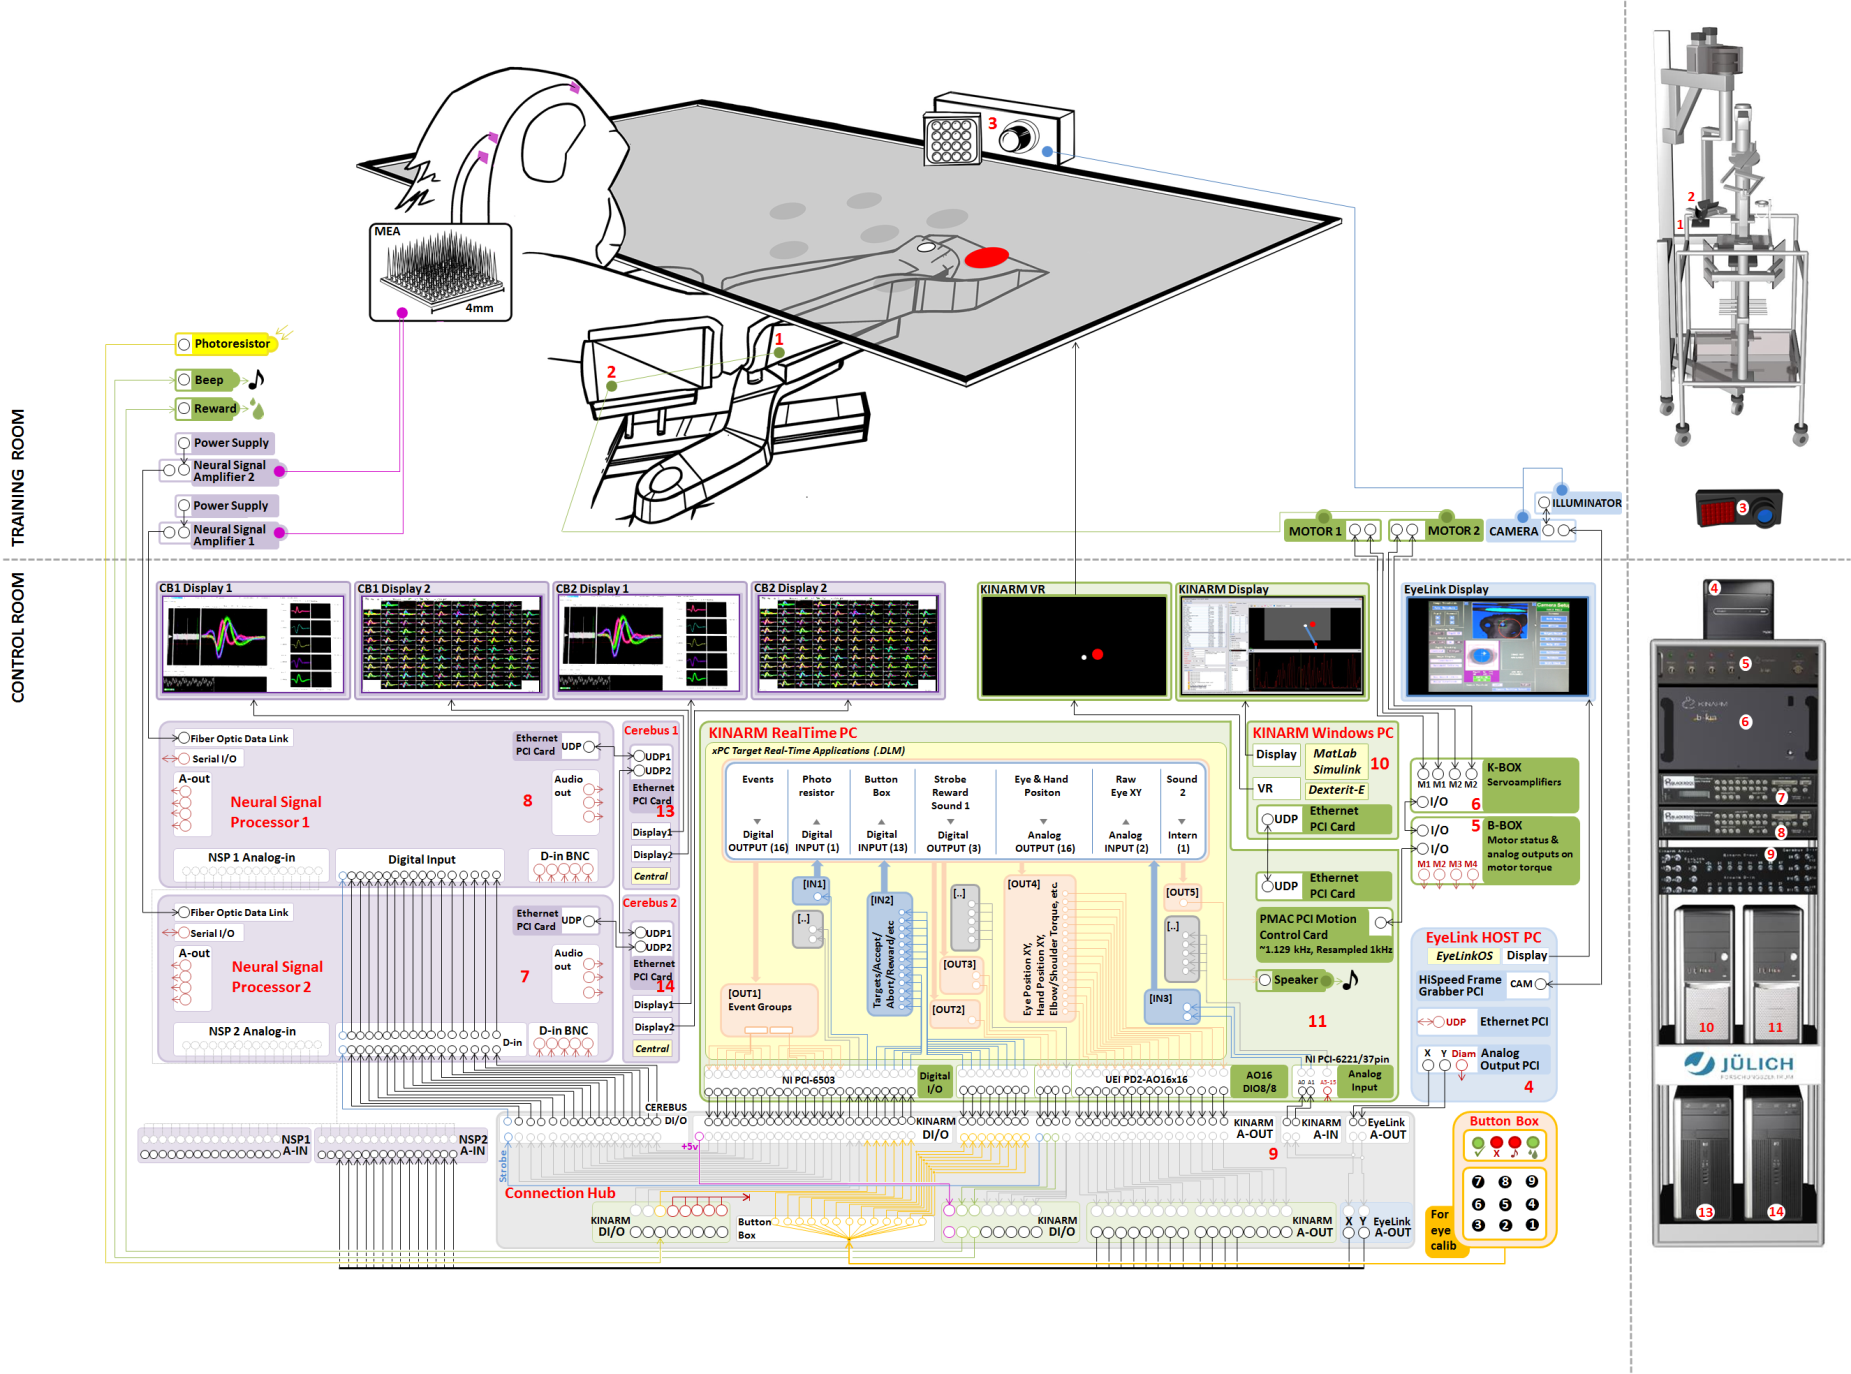 TRAINING ROOM
CONTROL ROOM
MEA
4mm
3
1
2
Photoresistor
Beep
Reward
Power Supply
Neural Signal
Amplifier 2
Power Supply
Neural Signal
Amplifier 1
MOTOR 1
MOTOR 2
CAMERA
ILLUMINATOR
2
1
3
CB1 Display 1
CB1 Display 2
CB2 Display 1
CB2 Display 2
KINARM VR
KINARM Display
EyeLink Display
Fiber Optic Data Link
Serial I/O
A-out
Neural Signal
Processor 1
8
Ethernet
PCI Card
UDP
Audio
out
NSP 1 Analog-in
Digital Input
D-in BNC
Cerebus 1
UDP1
UDP2
Ethernet
PCI Card
13
Display1
Display2
Central
Fiber Optic Data Link
Serial I/O
A-out
Neural Signal
Processor 2
7
Ethernet
PCI Card
UDP
Audio
out
NSP 2 Analog-in
D-in
D-in BNC
Cerebus 2
UDP1
UDP2
Ethernet
PCI Card
14
Display1
Display2
Central
KINARM RealTime PC
xPC Target Real-Time Applications (.DLM)
Events
Digital
OUTPUT (16)
Photo
resistor
Digital
INPUT (1)
Button
Box
Digital
INPUT (13)
Strobe
Reward
Sound 1
Digital
OUTPUT (3)
Eye & Hand
Positon
Analog
OUTPUT (16)
Raw
Eye XY
Analog
INPUT (2)
Sound
2
Intern
(1)
[IN1]
[..]
[IN2]
Targets/Accept/
Abort/Reward/etc
[..]
[OUT4]
Eye Position XY,
Hand Position XY,
Elbow/Shoulder Torque, etc.
[OUT5]
[..]
[OUT3]
[OUT2]
[OUT1]
Event Groups
[IN3]
NI PCI-6503
Digital
I/O
UEI PD2-AO16x16
AO16
DIO8/8
NI PCI-6221/37pin
A0 A1 A3-15
Analog
Input
KINARM Windows PC
Display
MatLab
Simulink
10
VR
Dexterit-E
UDP
Ethernet
PCI Card
UDP
Ethernet
PCI Card
PMAC PCI Motion
Control Card
~1.129 kHz, Resampled 1kHz
Speaker
11
M1 M1 M2 M2
K-BOX
Servoamplifiers
I/O
6
I/O
I/O
5
B-BOX
Motor status &
analog outputs on
motor torque
M1 M2 M3 M4
EyeLink HOST PC
EyeLinkOS
Display
HiSpeed Frame
Grabber PCI
CAM
UDP
Ethernet PCI
X Y Diam
Analog
Output PCI
4
CEREBUS
DI/O
KINARM
DI/O
KINARM
A-OUT
KINARM
A-IN
EyeLink
A-OUT
9
+5v
Strobe
Connection Hub
NSP1
A-IN
NSP2
A-IN
KINARM
DI/O
Button
Box
KINARM
DI/O
KINARM
A-OUT
X Y
EyeLink
A-OUT
Button Box
X
7 8 9
6 5 4
3 2 1
For
eye
calib
4
5
KINARM
6
7
8
9
10
11
JÜLICH
FORSCHUNGSZENTRUM
13
14